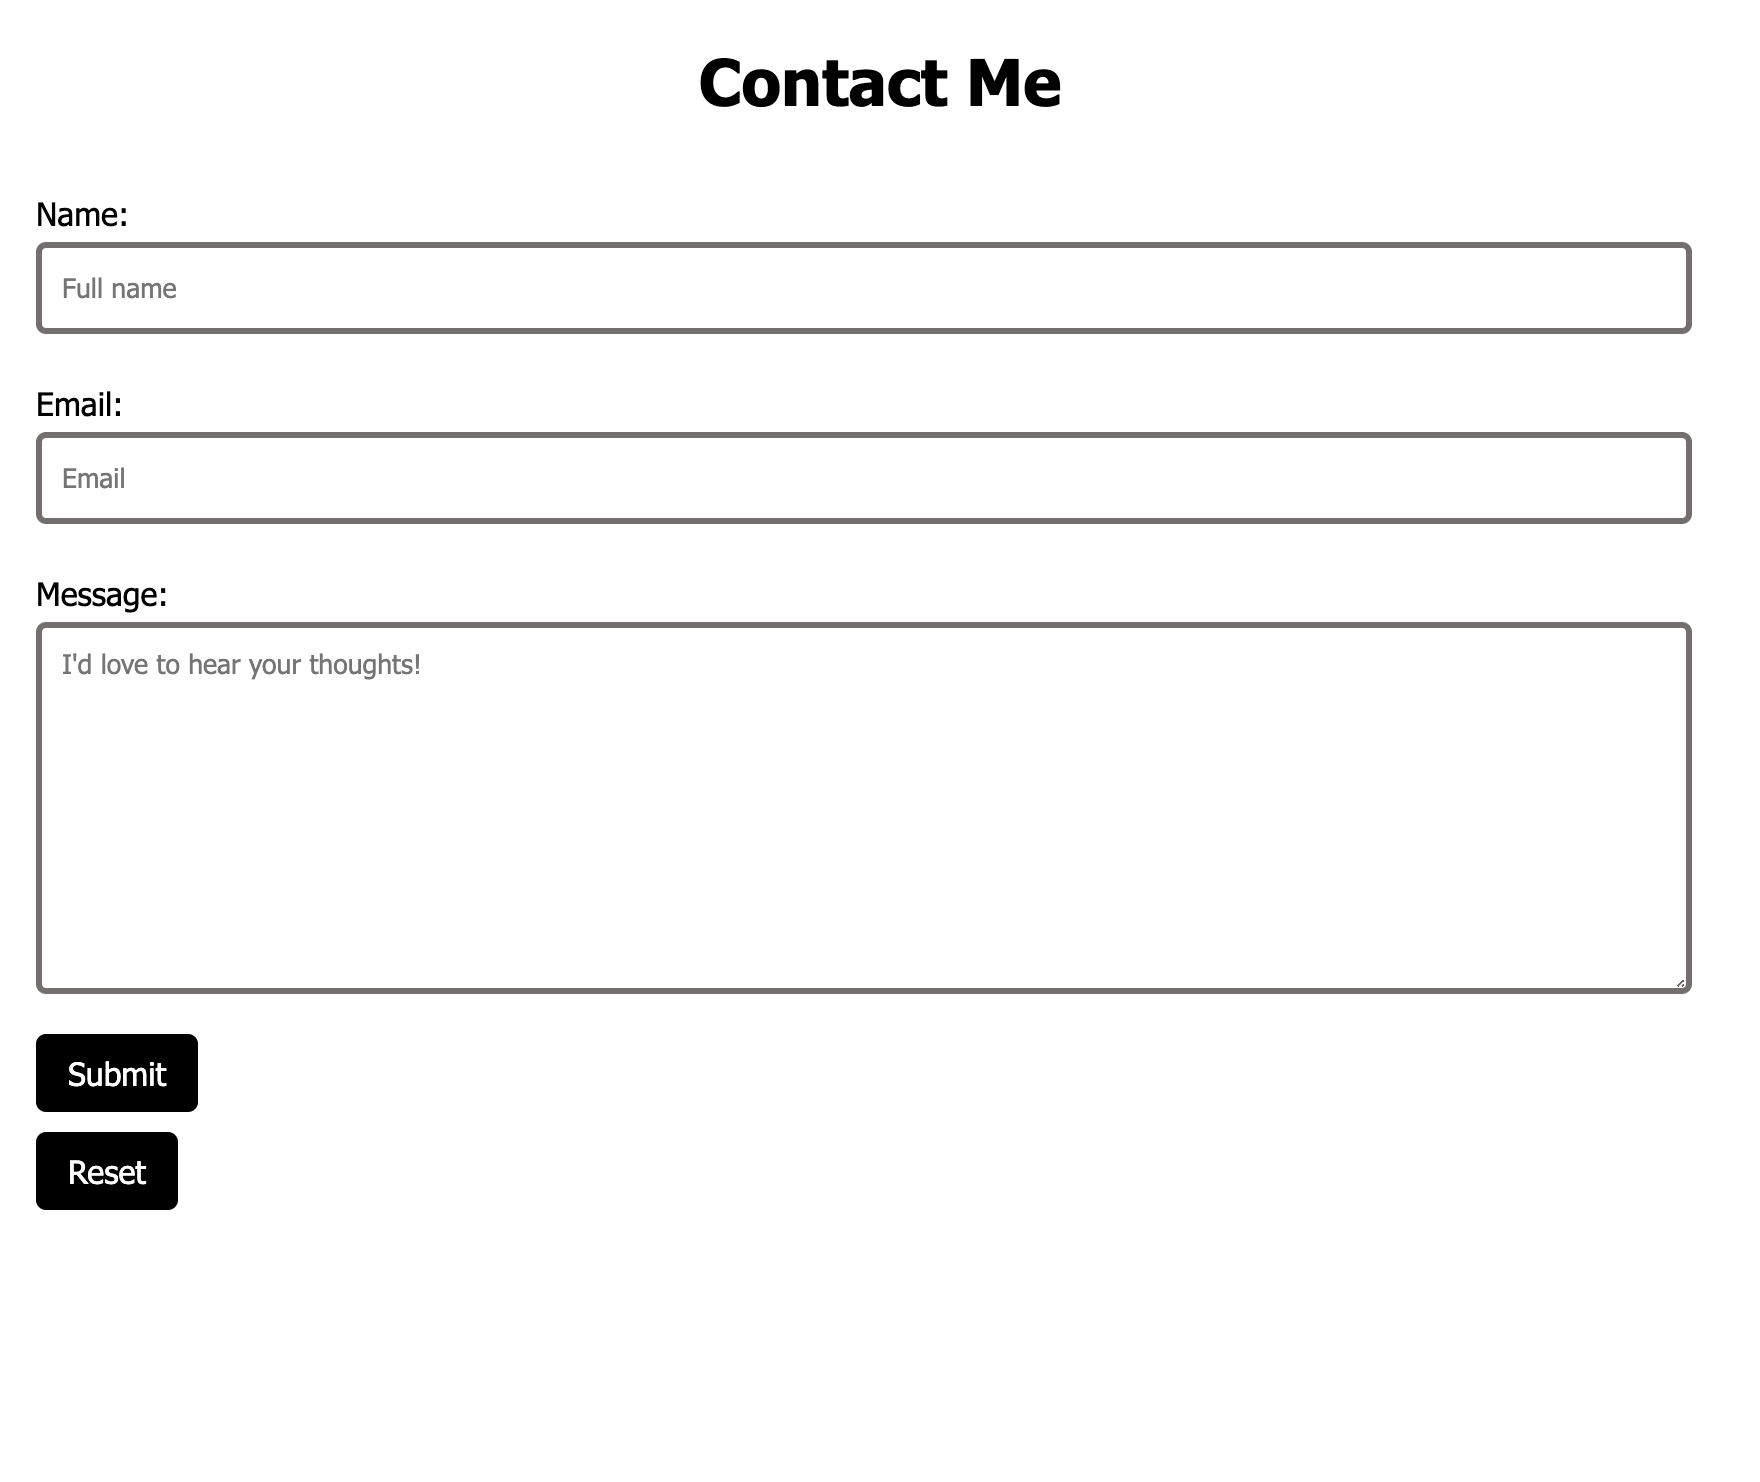 Contact Me
Name:
Full name
Email:
Email
Message:
I'd love to hear your thoughts!
Submit
Reset